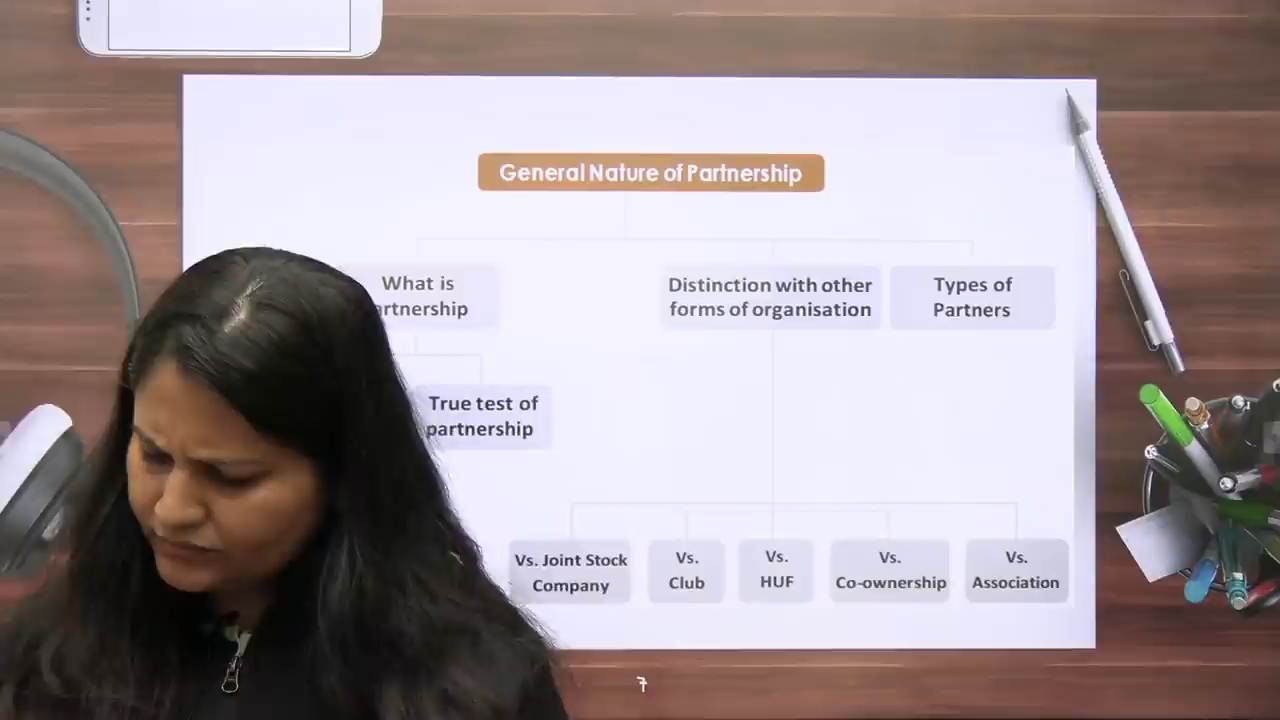 General Nature of Partnership
What is
artnership
Distinction with other
forms of organisation
Types of
Partners
True test of
partnership
Vs. Joint Stock
Company
Vs.
Club
Vs.
HUF
Vs.
Co-ownership
Vs.
Association
7